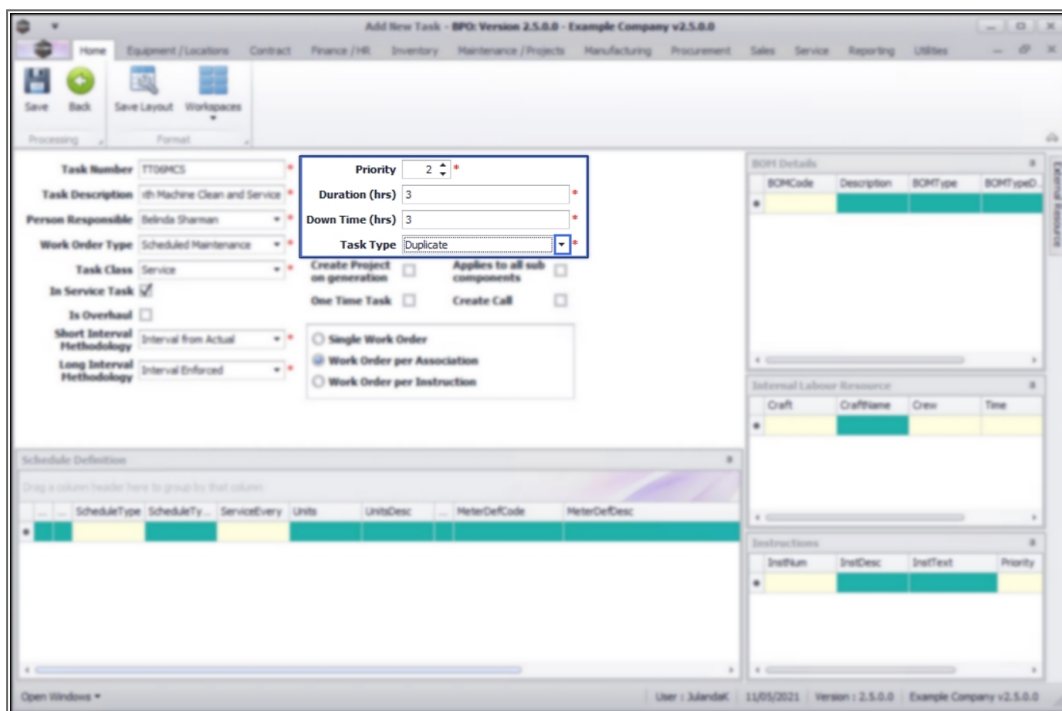 Add New Task - BPO: Version 2.5.0.0 - Example Company v2.5.0.0
Home Equipment / Locations Contract Finance / HR Inventory Maintenance / Projects Manufacturing Procurement Sales Service Reporting Utilities
Save Back Save Layout Workspaces
Processing Format
Task Number TT06MCS *
Task Description nth Machine Clean and Service *
Person Responsible Belinda Sharman *
Work Order Type Scheduled Maintenance *
Task Class Service *
In Service Task
Is Overhaul
Short Interval Methodology Interval from Actual *
Long Interval Methodology Interval Enforced *
Priority 2 *
Duration (hrs) 3 *
Down Time (hrs) 3 *
Task Type Duplicate *
Create Project on generation
Applies to all sub components
One Time Task Create Call
Single Work Order
Work Order per Association
Work Order per Instruction
BOM Details
BOMCode Description BOMType BOMTypeD
External Resource
Internal Labour Resource
Craft CraftName Crew Time
Schedule Definition
Drag a column header here to group by that column
... ... ScheduleType ScheduleTy... ServiceEvery Units UnitsDesc ... MeterDefCode MeterDefDesc
Instructions
InstNum InstDesc InstText Priority
Open Windows
User : JulandaK 11/05/2021 Version : 2.5.0.0 Example Company v2.5.0.0